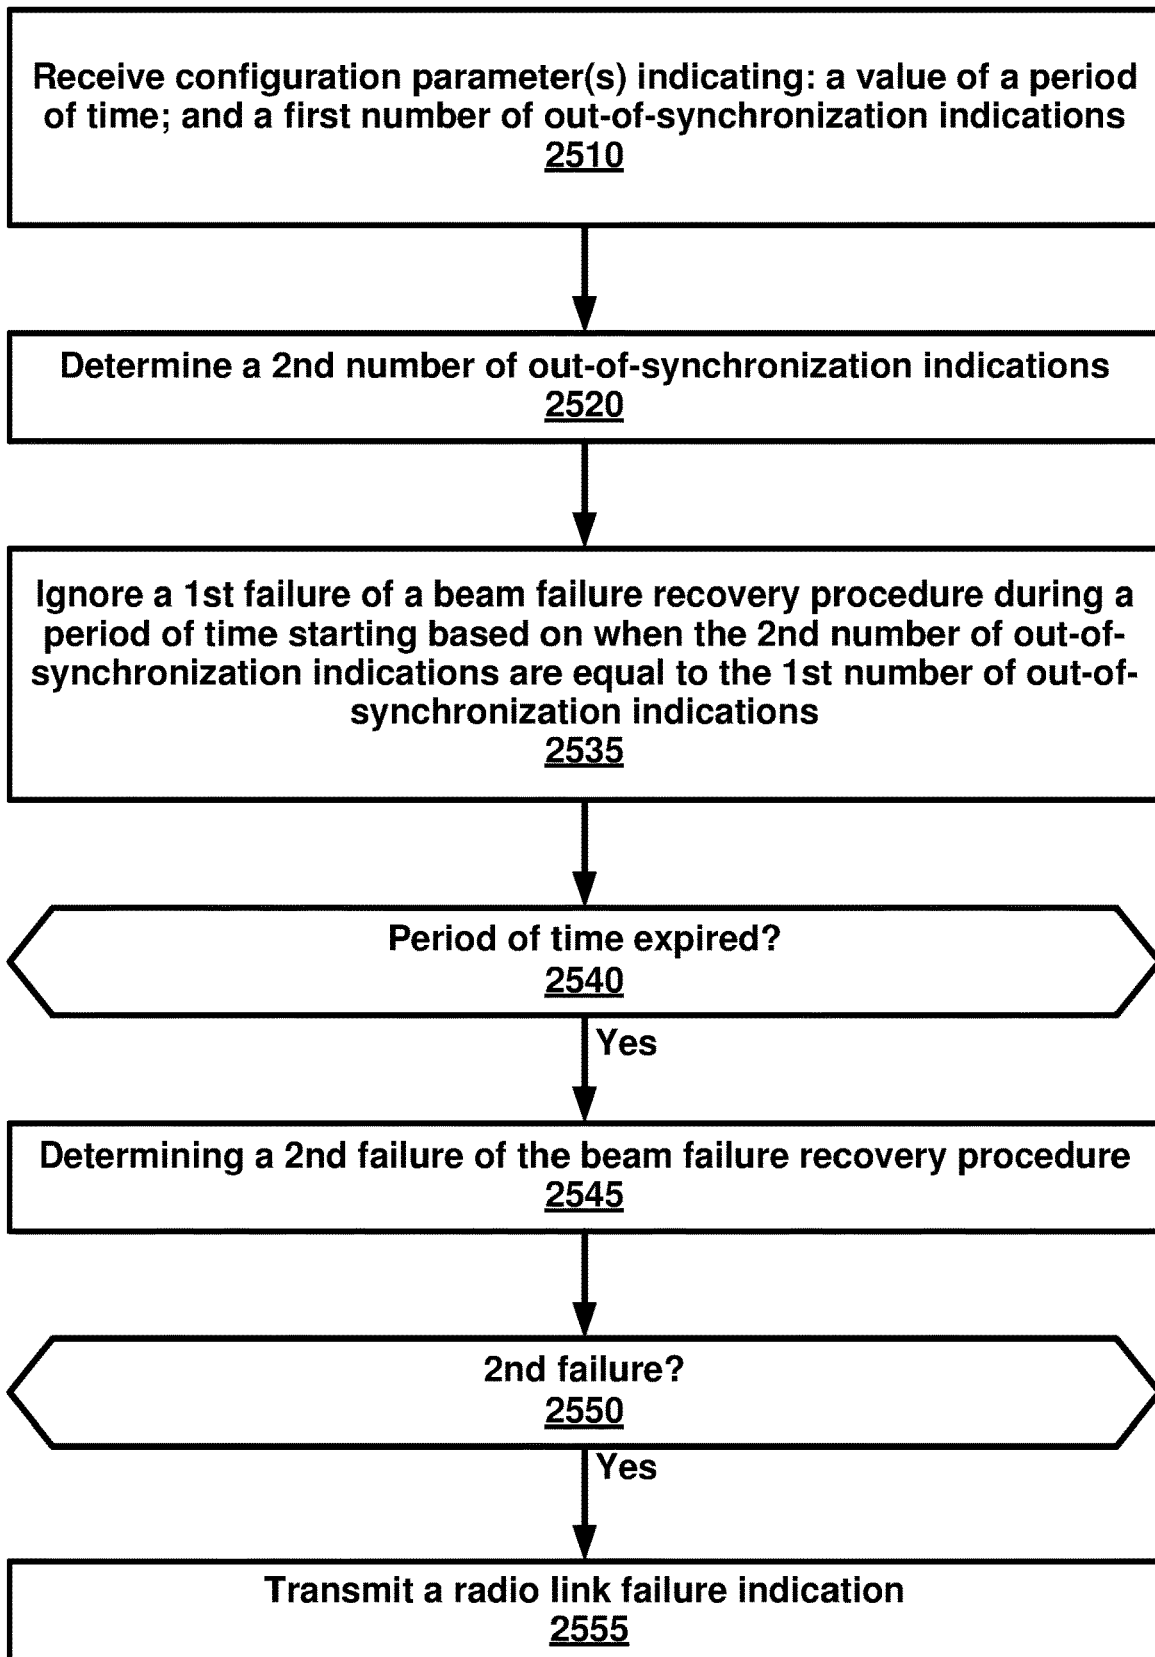 Receive configuration parameter(s) indicating: a value of a period
of time; and a first number of out-of-synchronization indications
2510
Determine a 2nd number of out-of-synchronization indications
2520
Ignore a 1st failure of a beam failure recovery procedure during a
period of time starting based on when the 2nd number of out-of-
synchronization indications are equal to the 1st number of out-of-
synchronization indications
2535
Period of time expired?
2540
Yes
Determining a 2nd failure of the beam failure recovery procedure
2545
2nd failure?
2550
Yes
Transmit a radio link failure indication
2555